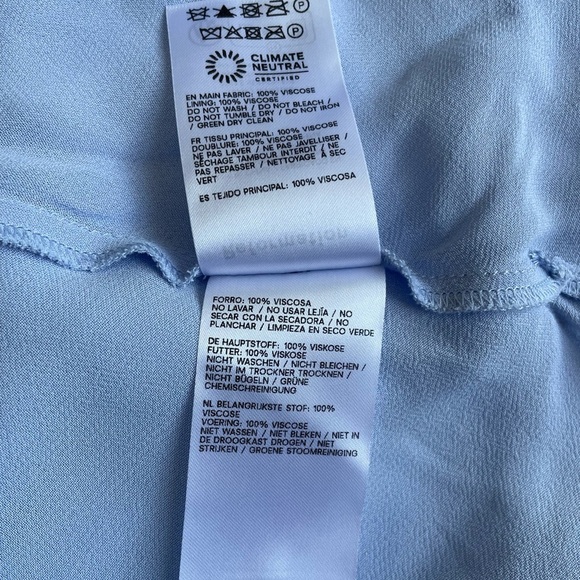 P
P
CLIMATE
NEUTRAL
CERTIFIED
EN MAIN FABRIC: 100% VISCOSE
LINING: 100% VISCOSE
DO NOT WASH / DO NOT BLEACH /
DO NOT TUMBLE DRY / DO NOT IRON
/ GREEN DRY CLEAN
FR TISSU PRINCIPAL: 100% VISCOSE
DOUBLURE: 100% VISCOSE
NE PAS LAVER / NE PAS JAVELLISER /
SÉCHAGE TAMBOUR INTERDIT / NE
PAS REPASSER / NETTOYAGE À SEC
VERT
ES TEJIDO PRINCIPAL: 100% VISCOSA
Reformation
FORRO: 100% VISCOSA
NO LAVAR / NO USAR LEJÍA / NO
SECAR CON LA SECADORA / NO
PLANCHAR / LIMPIEZA EN SECO VERDE
DE HAUPTSTOFF: 100% VISKOSE
FUTTER: 100% VISKOSE
NICHT WASCHEN / NICHT BLEICHEN /
NICHT IM TROCKNER TROCKNEN /
NICHT BÜGELN / GRÜNE
CHEMISCHREINIGUNG
NL BELANGRIJKSTE STOF: 100%
VISCOSE
VOERING: 100% VISCOSE
NIET WASSEN / NIET BLEKEN / NIET IN
DE DROOGKAST DROGEN / NIET
STRIJKEN / GROENE STOOMREINIGING